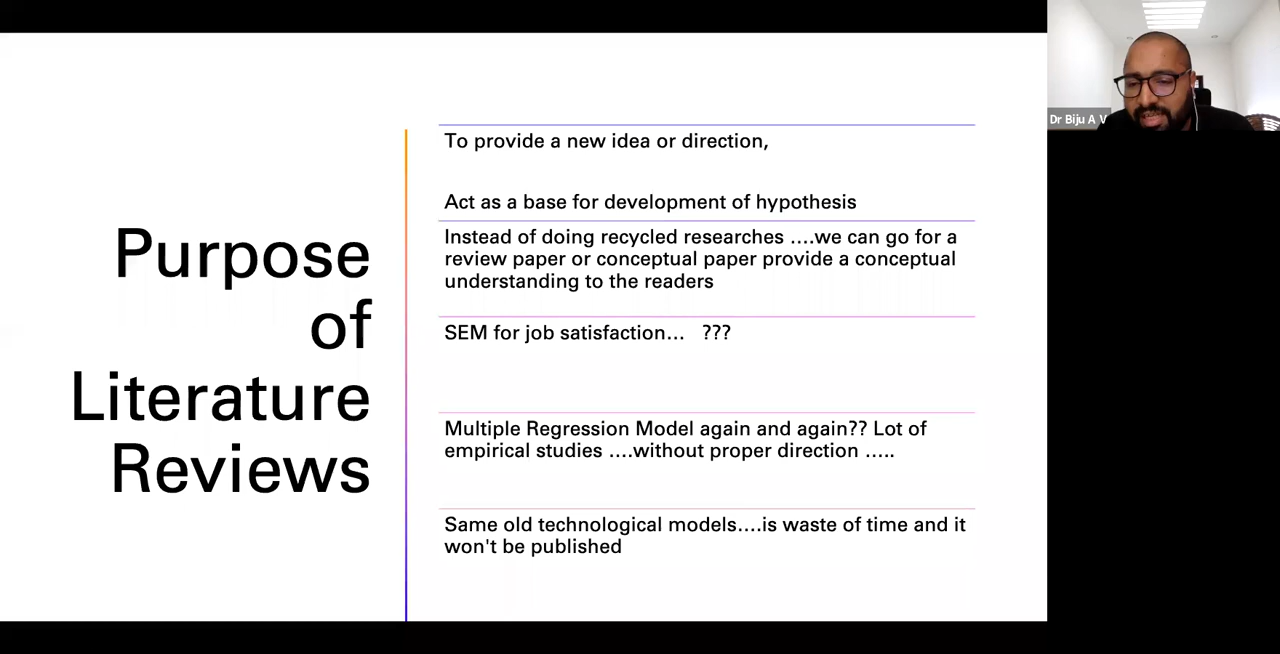 Purpose
of
Literature
Reviews
To provide a new idea or direction,
Act as a base for development of hypothesis
Instead of doing recycled researches ....we can go for a
review paper or conceptual paper provide a conceptual
understanding to the readers
SEM for job satisfaction... ???
Multiple Regression Model again and again?? Lot of
empirical studies ....without proper direction .....
Same old technological models....is waste of time and it
won't be published
Dr Biju A V